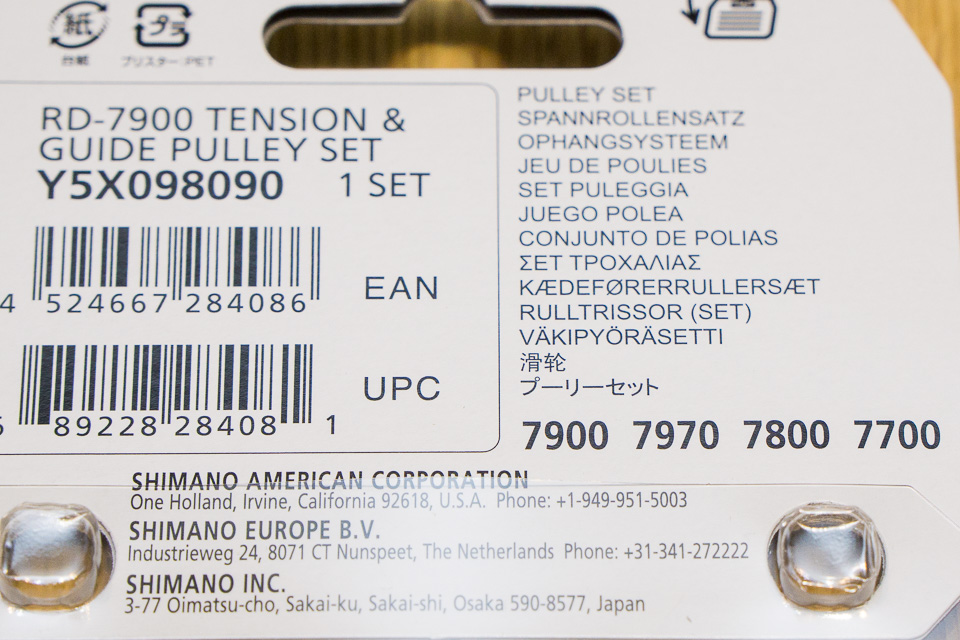 紙
プラ
台紙
ブリスター:PET
RD-7900 TENSION &
GUIDE PULLEY SET
Y5X098090 1 SET
4 524667 284086
EAN
89228 28408 1
UPC
PULLEY SET
SPANNROLLENSATZ
OPHANGSYSTEEM
JEU DE POULIES
SET PULEGGIA
JUEGO POLEA
CONJUNTO DE POLIAS
ΣΕΤ ΤΡΟΧΑΛΙΑΣ
KÆDEFØRERRULLERSÆT
RULLTRISSOR (SET)
VÄKIPYÖRÄSETTI
滑轮
プーリーセット
7900 7970 7800 7700
SHIMANO AMERICAN CORPORATION
One Holland, Irvine, California 92618, U.S.A. Phone: +1-949-951-5003
SHIMANO EUROPE B.V.
Industrieweg 24, 8071 CT Nunspeet, The Netherlands Phone: +31-341-272222
SHIMANO INC.
3-77 Oimatsu-cho, Sakai-ku, Sakai-shi, Osaka 590-8577, Japan